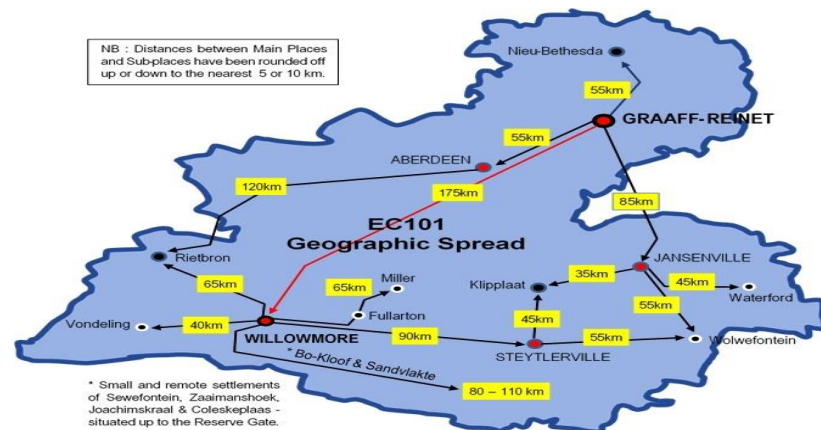 NB : Distances between Main Places
and Sub-places have been rounded off
up or down to the nearest 5 or 10 km.
Nieu-Bethesda
55km
GRAAFF-REINET
55km
ABERDEEN
120km
175km
85km
EC101
Geographic Spread
Rietbron
JANSENVILLE
65km
65km
Miller
Klipplaat
35km
45km
Waterford
Fullarton
55km
Vondeling
40km
45km
WILLOWMORE
90km
55km
Wolwefontein
STEYTLERVILLE
* Bo-Kloof & Sandvlakte
80 – 110 km
* Small and remote settlements
of Sewefontein, Zaaimanshoek,
Joachimskraal & Coleskeplaas -
situated up to the Reserve Gate.